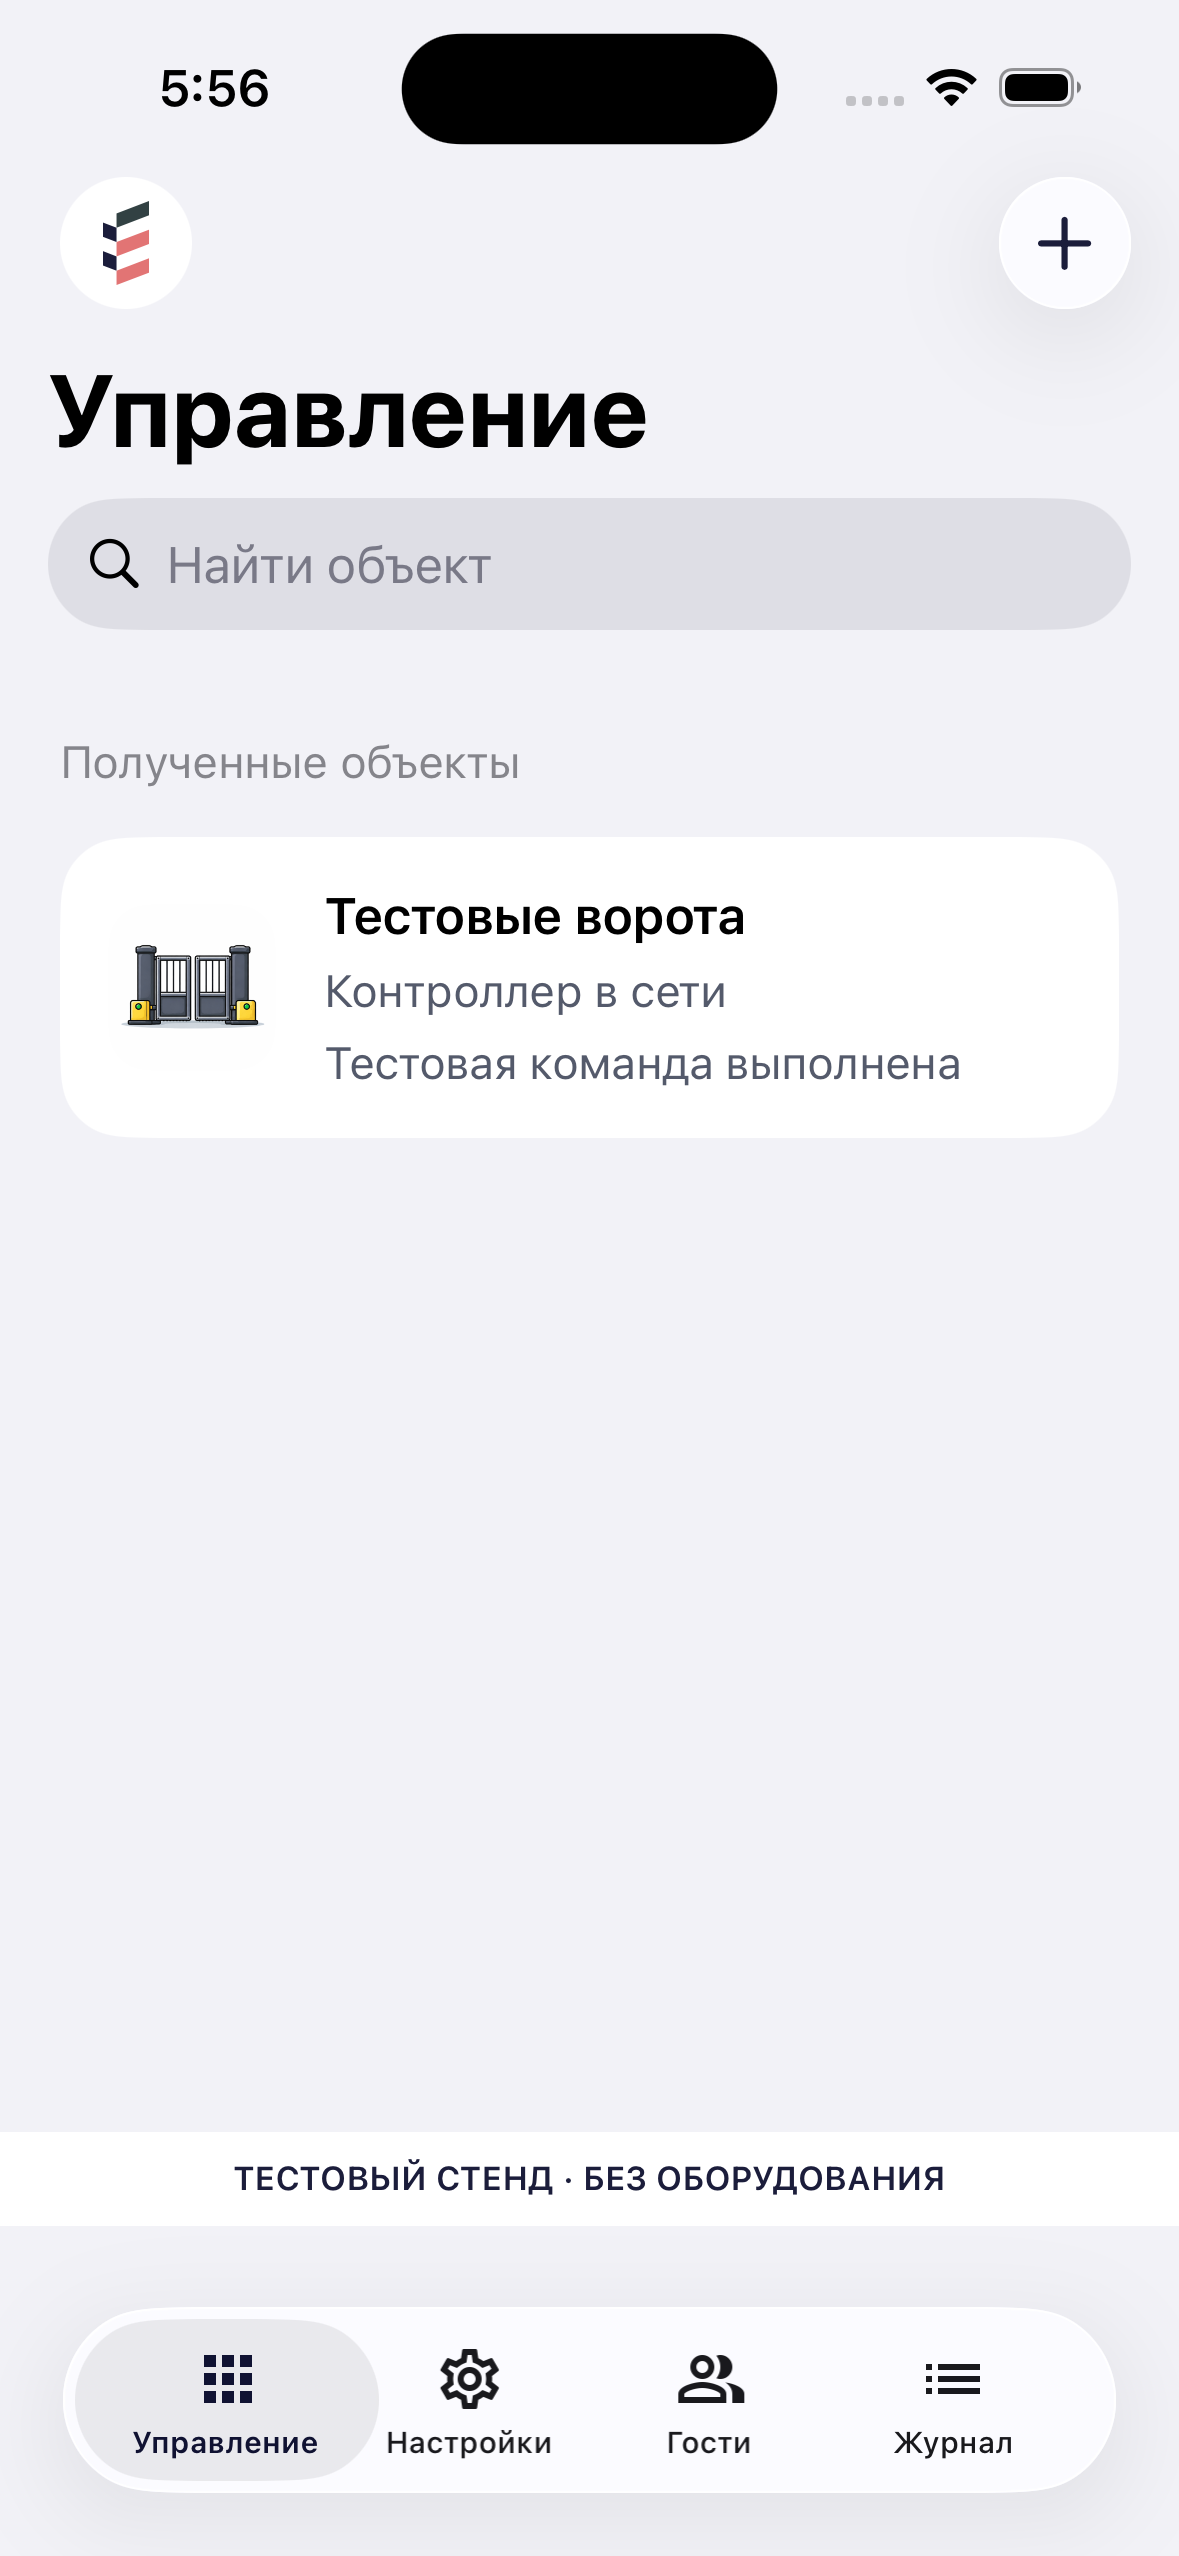 5:56
Управление
Найти объект
Полученные объекты
Тестовые ворота
Контроллер в сети
Тестовая команда выполнена
ТЕСТОВЫЙ СТЕНД · БЕЗ ОБОРУДОВАНИЯ
Управление
Настройки
Гости
Журнал